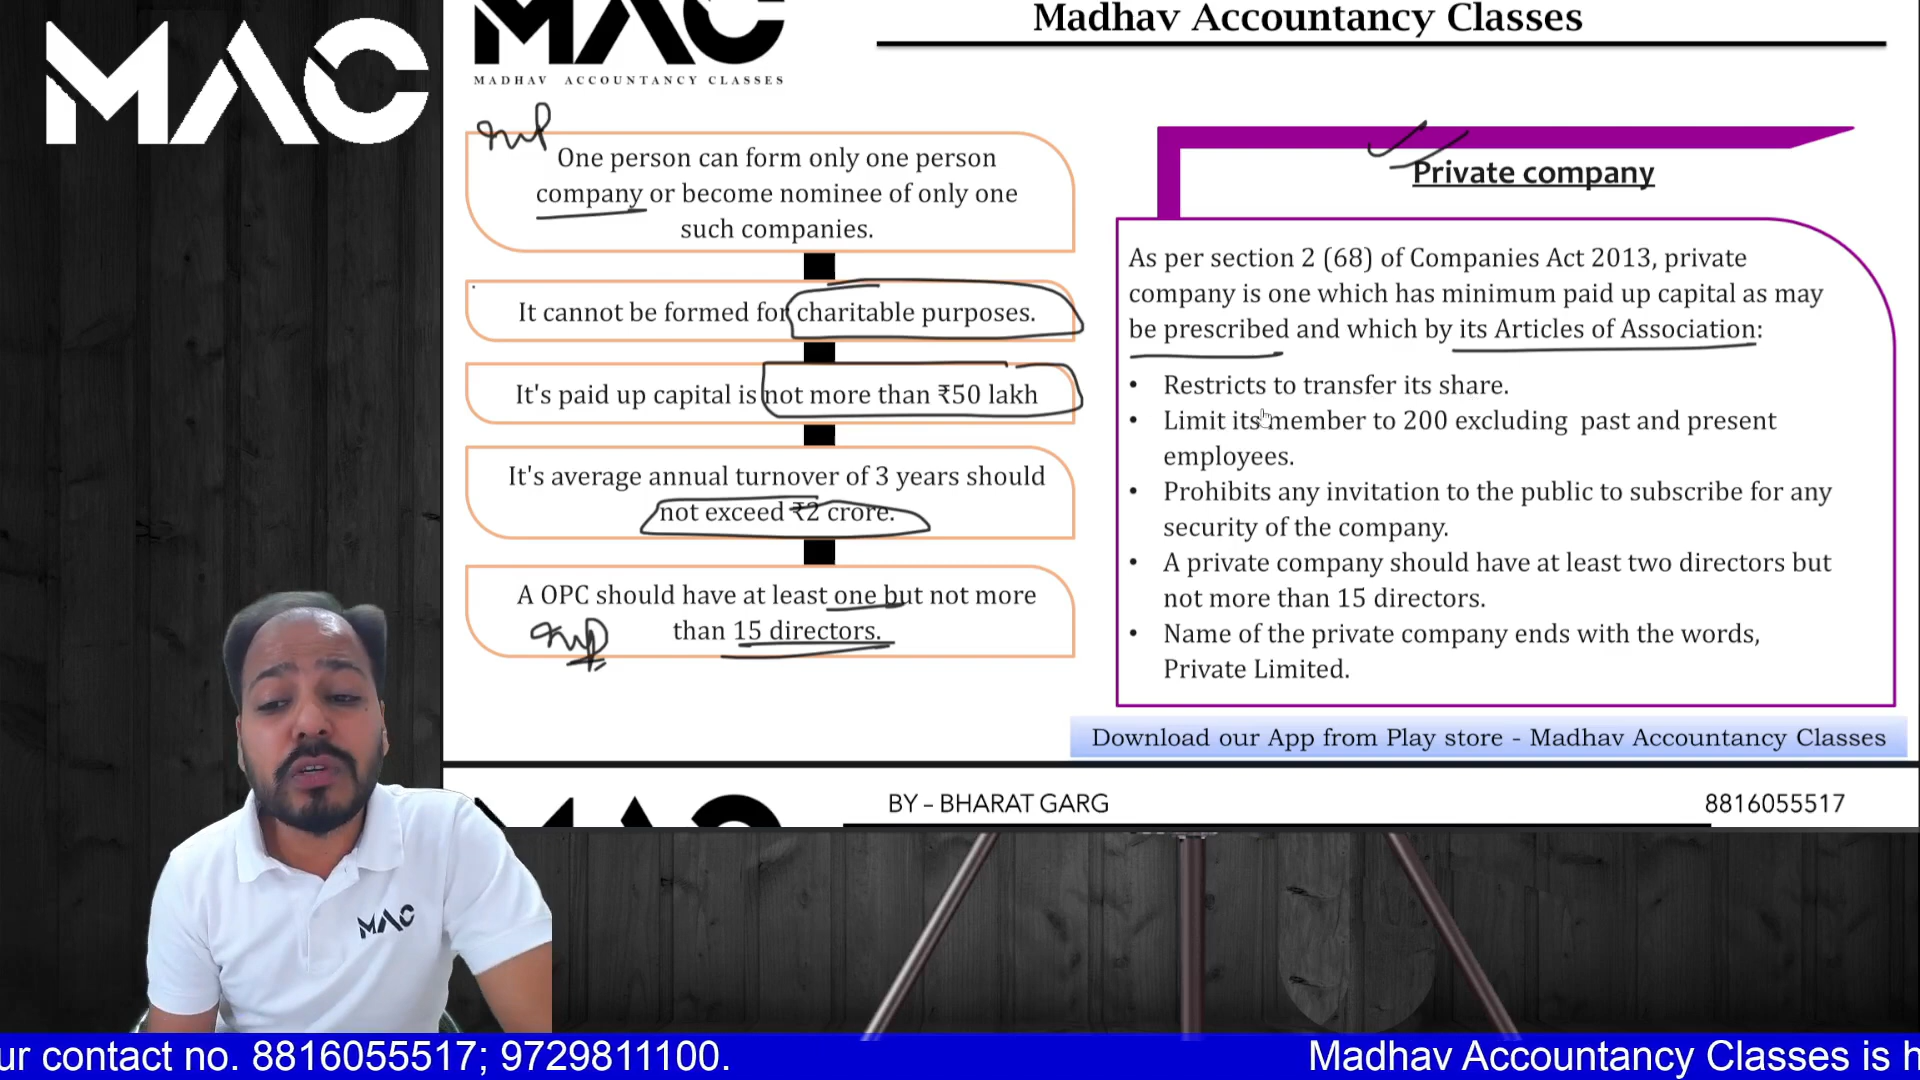 MAC
MAC
MADHAV ACCOUNTANCY CLASSES
Madhav Accountancy Classes
Imp
One person can form only one person
company or become nominee of only one
such companies.
It cannot be formed for charitable purposes.
It's paid up capital is not more than ₹50 lakh
It's average annual turnover of 3 years should
not exceed ₹2 crore.
A OPC should have at least one but not more
than 15 directors.
Imp
Private company
As per section 2 (68) of Companies Act 2013, private
company is one which has minimum paid up capital as may
be prescribed and which by its Articles of Association:
• Restricts to transfer its share.
• Limit its member to 200 excluding past and present
employees.
• Prohibits any invitation to the public to subscribe for any
security of the company.
• A private company should have at least two directors but
not more than 15 directors.
• Name of the private company ends with the words,
Private Limited.
Download our App from Play store - Madhav Accountancy Classes
BY – BHARAT GARG
8816055517
MAC
ur contact no. 8816055517; 9729811100.
Madhav Accountancy Classes is h